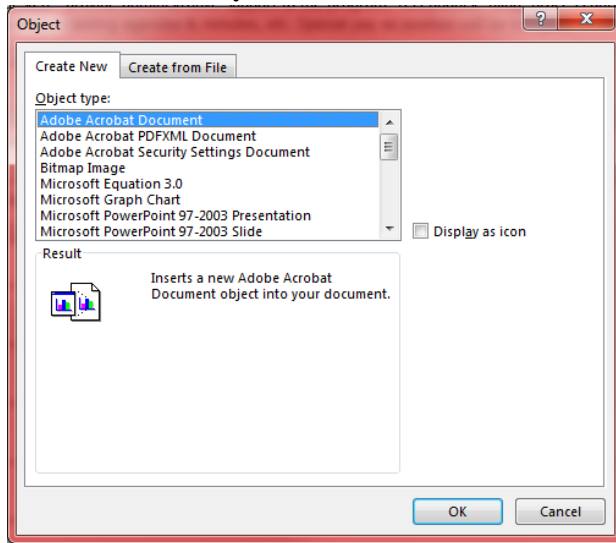 Object
Create New
Create from File
Object type:
Adobe Acrobat Document
Adobe Acrobat PDFXML Document
Adobe Acrobat Security Settings Document
Bitmap Image
Microsoft Equation 3.0
Microsoft Graph Chart
Microsoft PowerPoint 97-2003 Presentation
Microsoft PowerPoint 97-2003 Slide
Display as icon
Result
Inserts a new Adobe Acrobat
Document object into your document.
OK
Cancel